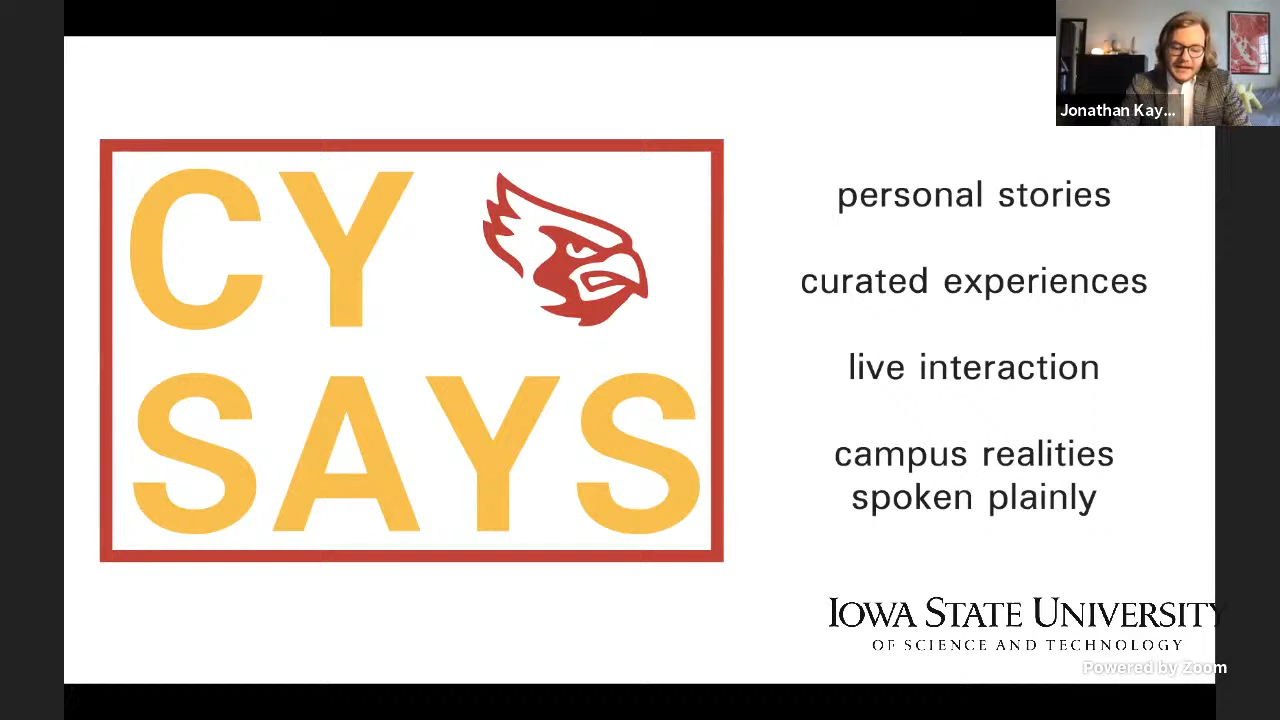 Jonathan Kay...
CY
SAYS
personal stories
curated experiences
live interaction
campus realities
spoken plainly
IOWA STATE UNIVERSITY
OF SCIENCE AND TECHNOLOGY
Powered by Zoom